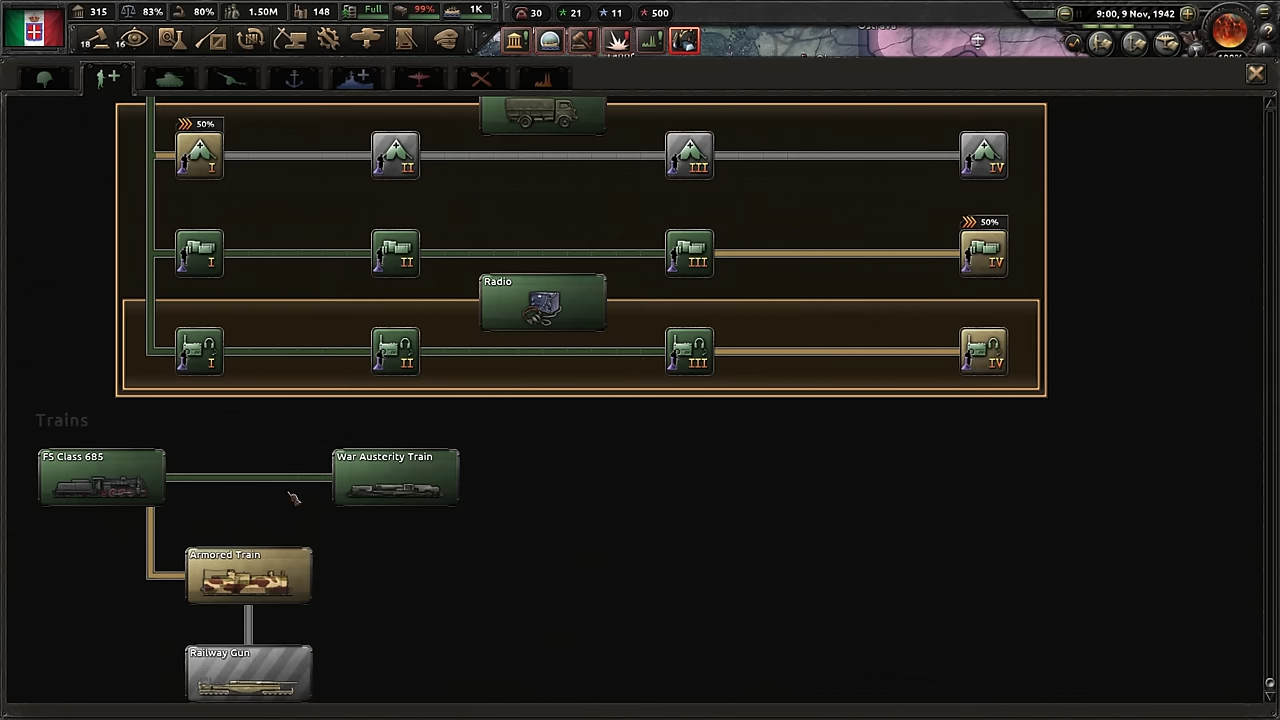 315 83% 80% 1.50M 148 Full 99% 1K 30 21 11 500 9:00, 9 Nov, 1942
18 16
50%
I II III IV
50%
I II III IV
Radio
I II III IV
Trains
FS Class 685 War Austerity Train
Armored Train
Railway Gun